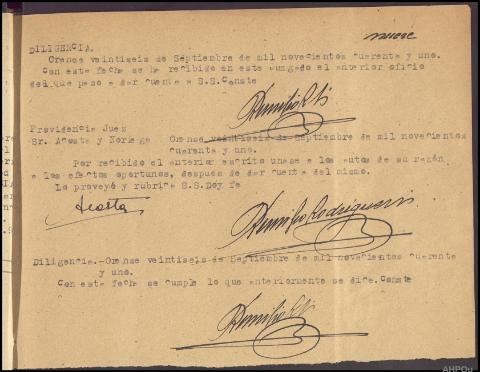 nueve
DILIGENCIA.
Orense veintiseis de Septiembre de mil novecientos cuarenta y uno.
Con esta fecha se ha recibido en este Juzgado el anterior oficio
del que paso a dar cuenta a S.S. Conste
Providencia Juez
Sr. Acosta y Noriega Orense veintiseis de Septiembre de mil novecientos
cuarenta y uno.
Por recibido el anterior escrito unase a los autos de su razón
a los efectos oportunos, despues de dar cuenta del mismo.
Lo proveyó y rubrica S.S. Doy fe
Acosta
Diligencia.-Orense veintiseis de Septiembre de mil novecientos cuarenta
y uno.
Con esta fecha se cumple lo que anteriormente se dice. Conste
AHPOu